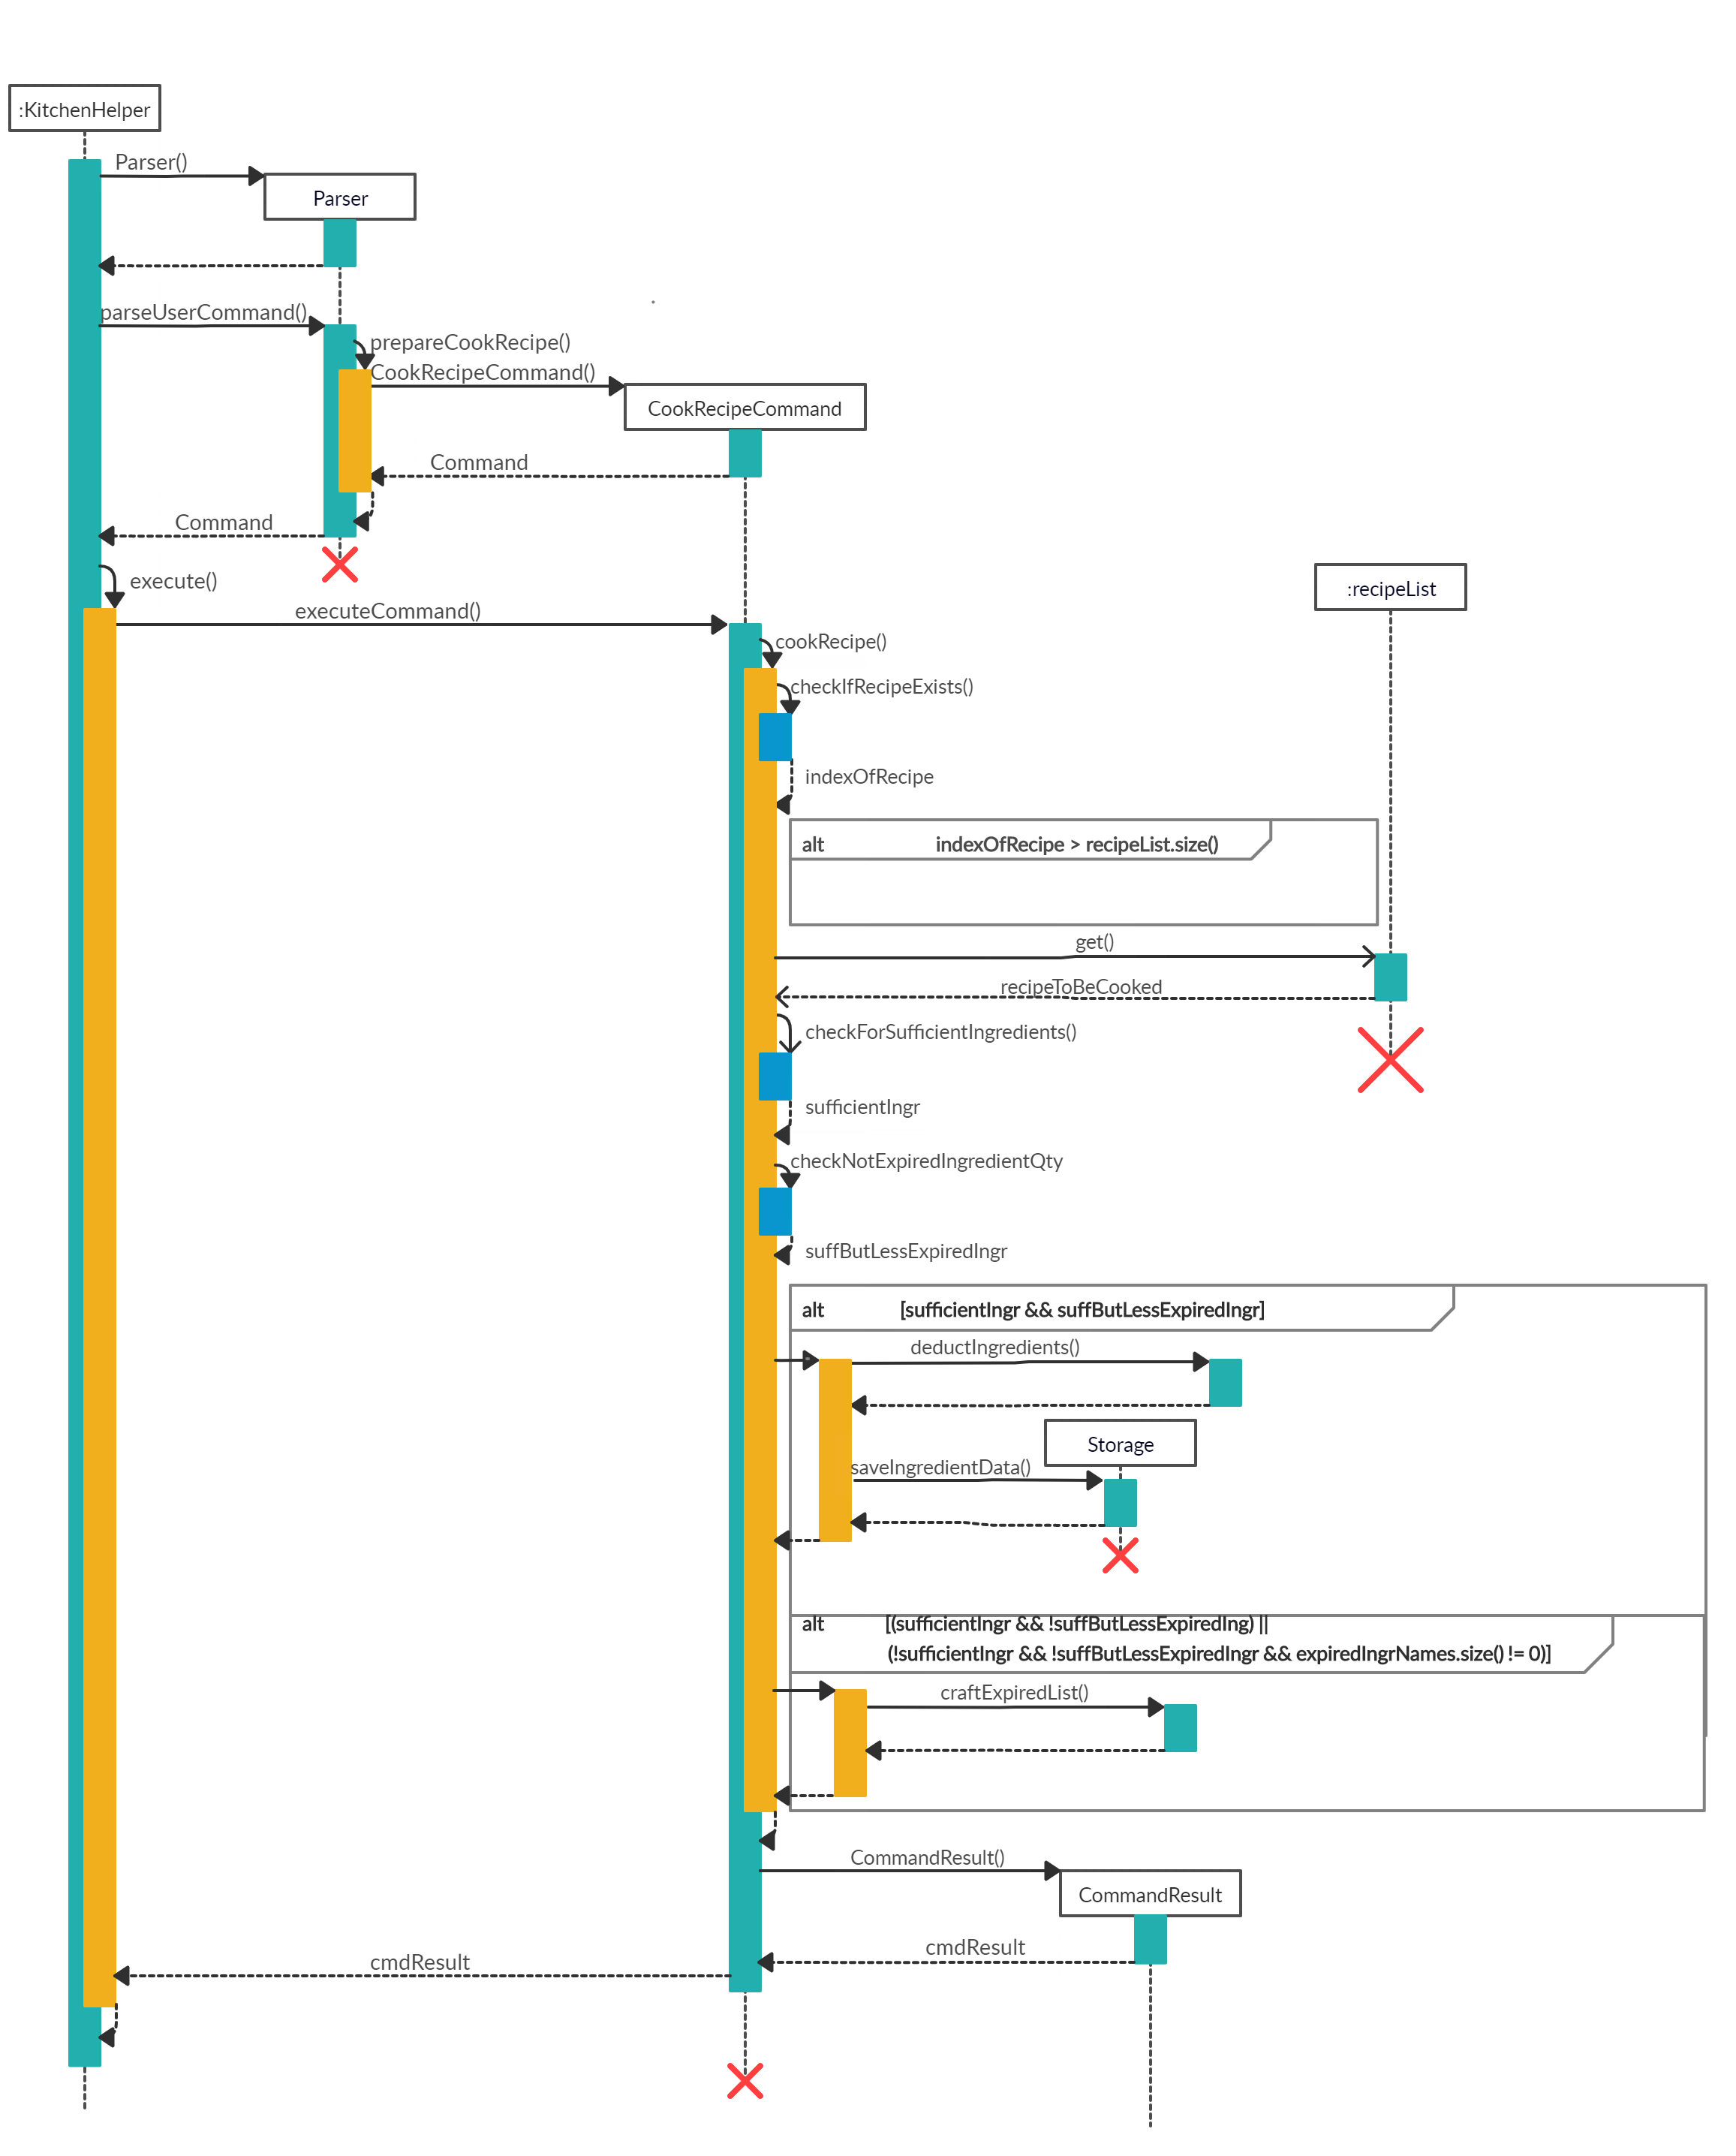 :KitchenHelper
Parser()
Parser
parseUserCommand()
prepareCookRecipe()
CookRecipeCommand()
CookRecipeCommand
Command
Command
execute()
:recipeList
executeCommand()
cookRecipe()
checkIfRecipeExists()
indexOfRecipe
alt indexOfRecipe > recipeList.size()
get()
recipeToBeCooked
checkForSufficientIngredients()
sufficientIngr
checkNotExpiredIngredientQty
suffButLessExpiredIngr
alt [sufficientIngr && suffButLessExpiredIngr]
deductIngredients()
Storage
saveIngredientData()
alt [(sufficientIngr && !suffButLessExpiredIng) ||
(!sufficientIngr && !suffButLessExpiredIngr && expiredIngrNames.size() != 0)]
craftExpiredList()
CommandResult()
CommandResult
cmdResult
cmdResult